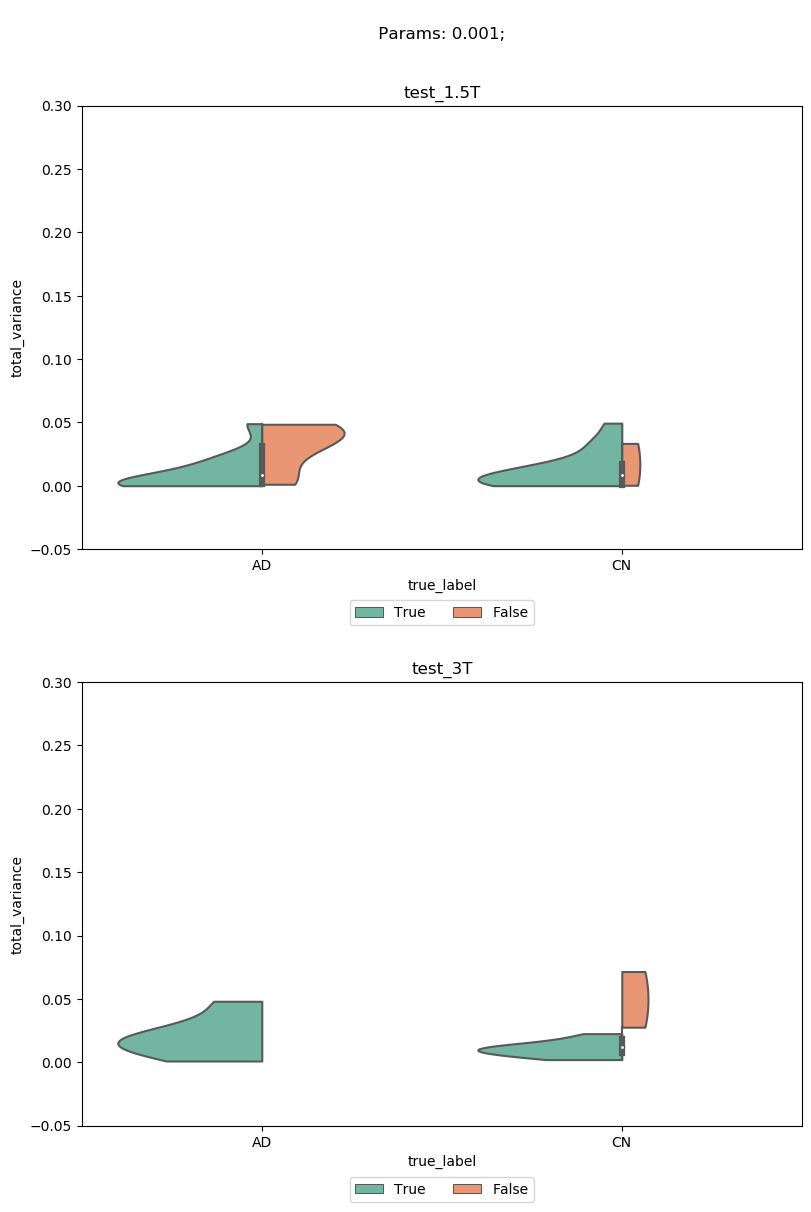 Params: 0.001;
test_1.5T
0.30
0.25
0.20
0.15
0.10
0.05
0.00
−0.05
total_variance
AD CN
true_label
True False
test_3T
0.30
0.25
0.20
0.15
0.10
0.05
0.00
−0.05
total_variance
AD CN
true_label
True False